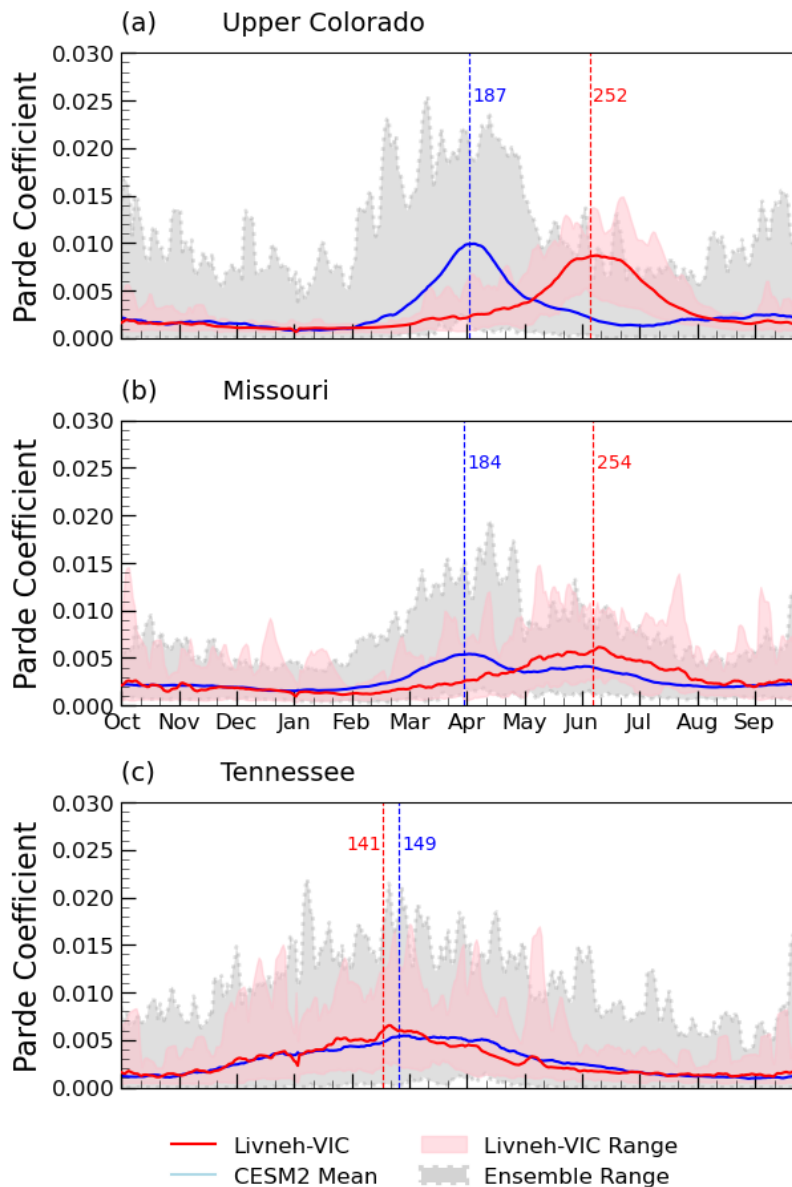 (a) Upper Colorado
0.030
0.025
187 252
0.020
0.015
0.010
0.005
0.000
Parde Coefficient
(b) Missouri
0.030
0.025
184 254
0.020
0.015
0.010
0.005
0.000
Parde Coefficient
Oct Nov Dec Jan Feb Mar Apr May Jun Jul Aug Sep
(c) Tennessee
0.030
0.025
141 149
0.020
0.015
0.010
0.005
0.000
Parde Coefficient
Livneh-VIC Livneh-VIC Range
CESM2 Mean Ensemble Range